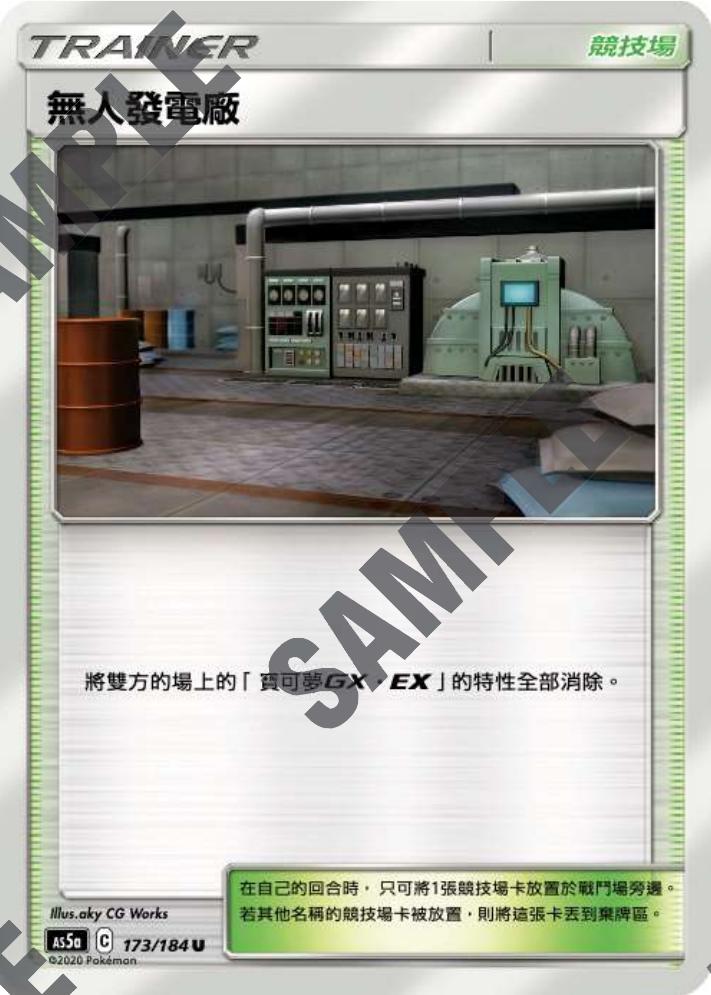 TRAINER
競技場
無人發電廠
SAMPLE
SAMPLE
將雙方的場上的「寶可夢GX・EX」的特性全部消除。
在自己的回合時，只可將1張競技場卡放置於戰鬥場旁邊。
若其他名稱的競技場卡被放置，則將這張卡丟到棄牌區。
Illus.aky CG Works
AS5a C 173/184 U
©2020 Pokémon